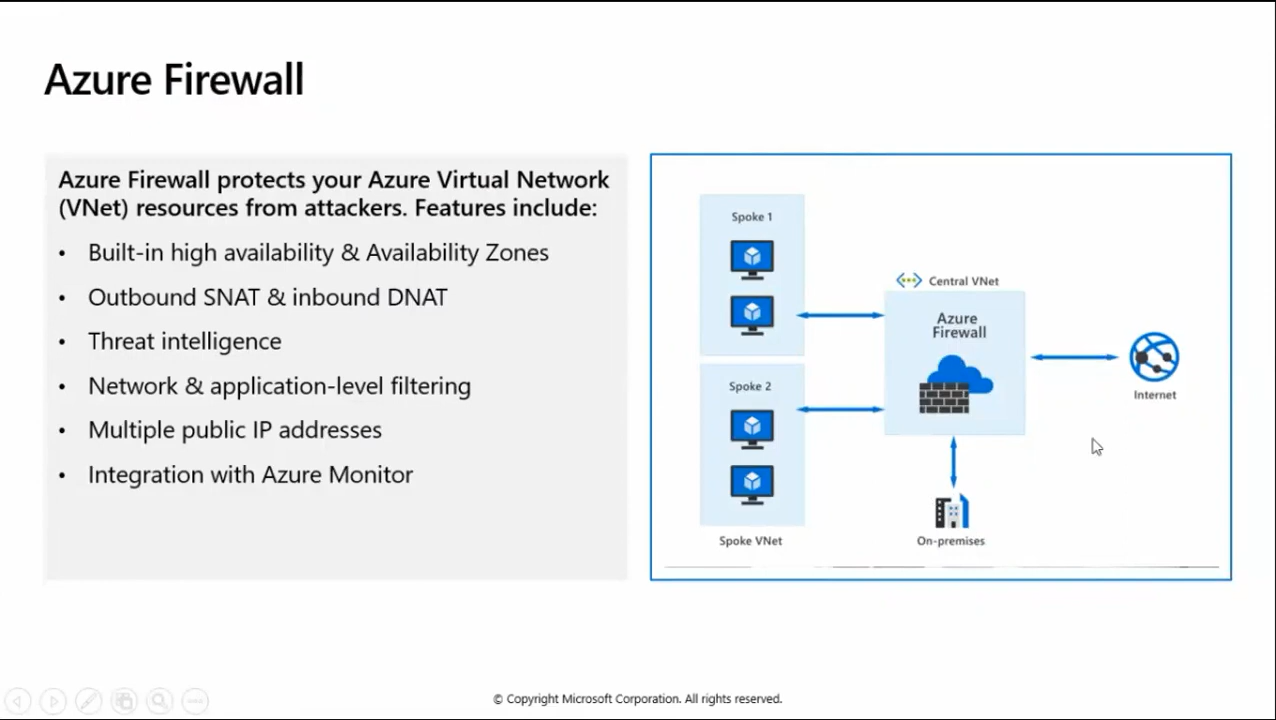 Azure Firewall
Azure Firewall protects your Azure Virtual Network
(VNet) resources from attackers. Features include:
• Built-in high availability & Availability Zones
• Outbound SNAT & inbound DNAT
• Threat intelligence
• Network & application-level filtering
• Multiple public IP addresses
• Integration with Azure Monitor
Spoke 1
Spoke 2
Spoke VNet
Central VNet
Azure
Firewall
On-premises
Internet
© Copyright Microsoft Corporation. All rights reserved.